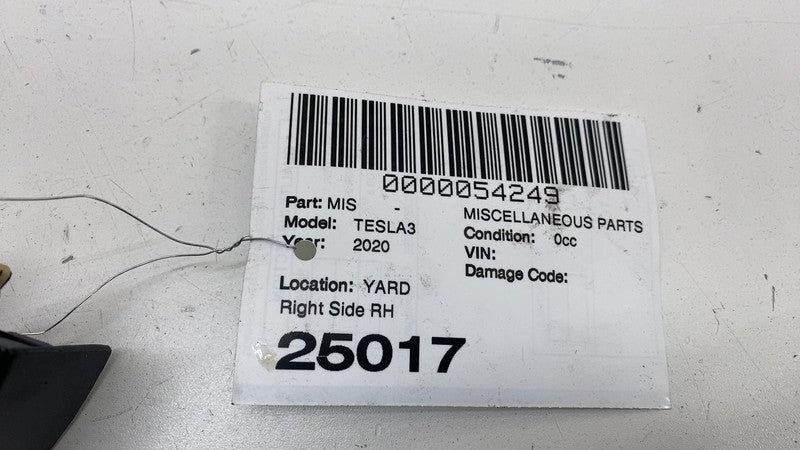 0000054249
Part: MIS - MISCELLANEOUS PARTS
Model: TESLA3 Condition: 0cc
Year: 2020 VIN:
Damage Code:
Location: YARD
Right Side RH
25017